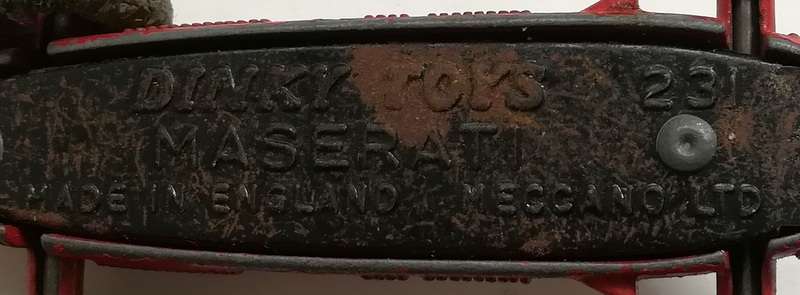 DINKY TOYS 231
MASERATI
MADE IN ENGLAND MECCANO LTD